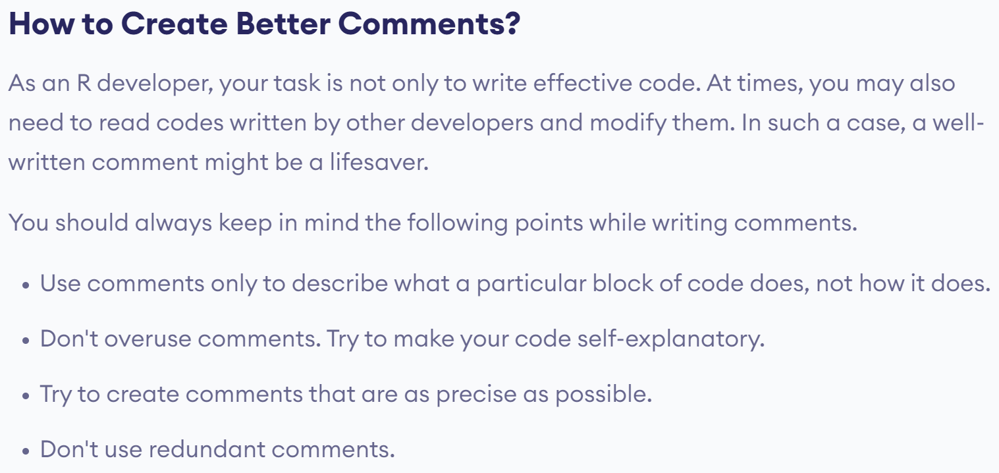 How to Create Better Comments?
As an R developer, your task is not only to write effective code. At times, you may also
need to read codes written by other developers and modify them. In such a case, a well-
written comment might be a lifesaver.
You should always keep in mind the following points while writing comments.
• Use comments only to describe what a particular block of code does, not how it does.
• Don't overuse comments. Try to make your code self-explanatory.
• Try to create comments that are as precise as possible.
• Don't use redundant comments.